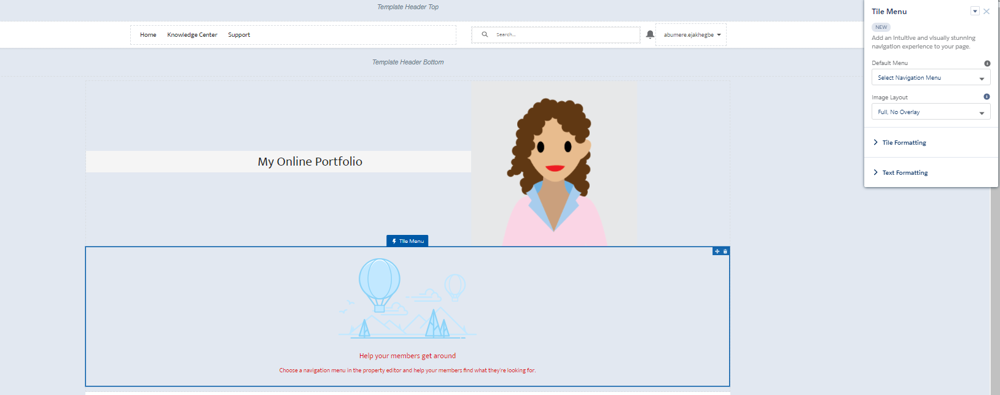 Template Header Top
Home Knowledge Center Support
Search...
abumere.ejakhegbe
Template Header Bottom
My Online Portfolio
Tile Menu
Help your members get around
Choose a navigation menu in the property editor and help your members find what they're looking for.
Tile Menu
NEW
Add an intuitive and visually stunning
navigation experience to your page.
Default Menu
Select Navigation Menu
Image Layout
Full, No Overlay
Tile Formatting
Text Formatting